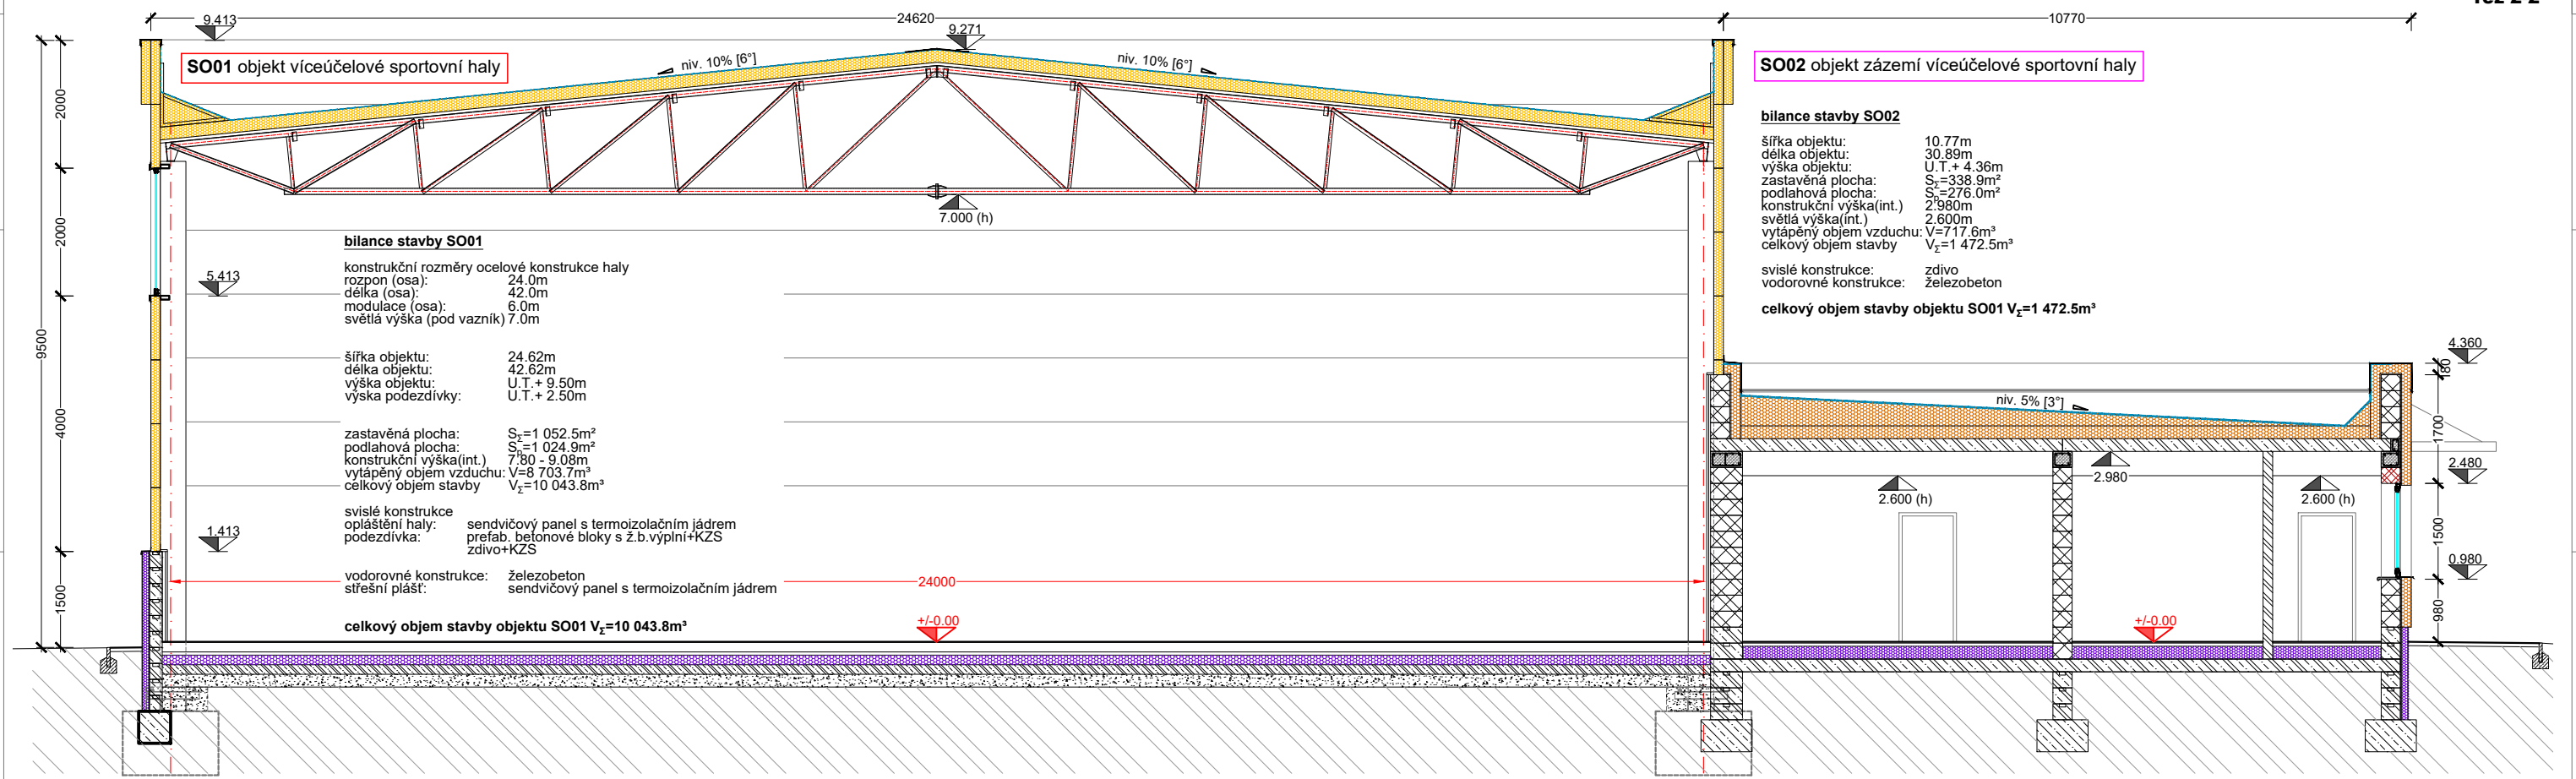 24620
10770
9.413
9.271
SO01 objekt víceúčelové sportovní haly
niv. 10% [6°]
niv. 10% [6°]
SO02 objekt zázemí víceúčelové sportovní haly
bilance stavby SO02
šířka objektu: 10.77m
délka objektu: 30.89m
výška objektu: U.T.+ 4.36m
zastavěná plocha: SΣ=338.9m²
podlahová plocha: Sp=276.0m²
konstrukční výška(int.) 2.980m
světlá výška(int.) 2.600m
vytápěný objem vzduchu: V=717.6m³
celkový objem stavby VΣ=1 472.5m³
svislé konstrukce: zdivo
vodorovné konstrukce: železobeton
celkový objem stavby objektu SO01 VΣ=1 472.5m³
7.000 (h)
bilance stavby SO01
konstrukční rozměry ocelové konstrukce haly
rozpon (osa): 24.0m
délka (osa): 42.0m
modulace (osa): 6.0m
světlá výška (pod vazník) 7.0m
šířka objektu: 24.62m
délka objektu: 42.62m
výška objektu: U.T.+ 9.50m
výska podezdívky: U.T.+ 2.50m
zastavěná plocha: SΣ=1 052.5m²
podlahová plocha: Sp=1 024.9m²
konstrukční výška(int.) 7.80 - 9.08m
vytápěný objem vzduchu: V=8 703.7m³
celkový objem stavby VΣ=10 043.8m³
svislé konstrukce
opláštění haly: sendvičový panel s termoizolačním jádrem
podezdívka: prefab. betonové bloky s ž.b.výplní+KZS
zdivo+KZS
vodorovné konstrukce: železobeton
střešní plášť: sendvičový panel s termoizolačním jádrem
celkový objem stavby objektu SO01 VΣ=10 043.8m³
9500
2000
2000
4000
1500
5.413
1.413
24000
+/-0.00
niv. 5% [3°]
2.980
2.600 (h)
2.600 (h)
+/-0.00
4.360
180
1700
2.480
1500
0.980
980